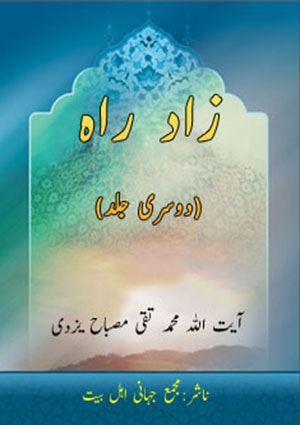 زاد راہ
(دوسری جلد)
آیت اللہ محمد تقی مصباح یزدی
ناشر: مجمع جہانی اہل بیت